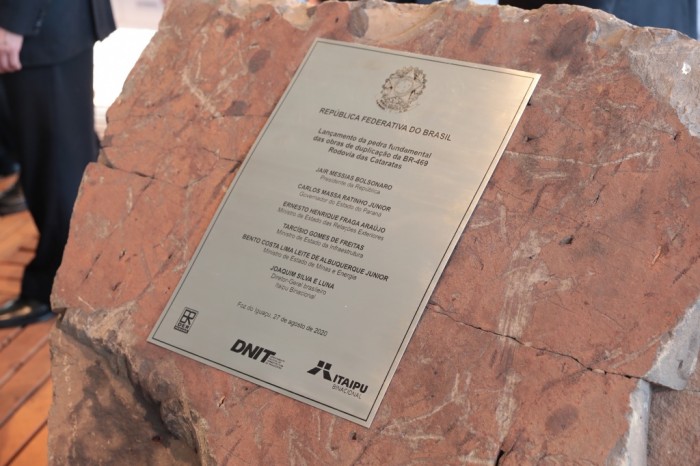 REPÚBLICA FEDERATIVA DO BRASIL
Lançamento da pedra fundamental
das obras de duplicação da BR-469
Rodovia das Cataratas
JAIR MESSIAS BOLSONARO
Presidente da República
CARLOS MASSA RATINHO JUNIOR
Governador do Estado do Paraná
ERNESTO HENRIQUE FRAGA ARAÚJO
Ministro de Estado das Relações Exteriores
TARCÍSIO GOMES DE FREITAS
Ministro de Estado da Infraestrutura
BENTO COSTA LIMA LEITE DE ALBUQUERQUE JUNIOR
Ministro de Estado de Minas e Energia
JOAQUIM SILVA E LUNA
Diretor-Geral brasileiro
Itaipu Binacional
Foz do Iguaçu, 27 de agosto de 2020
DER
DNIT
ITAIPU
BINACIONAL